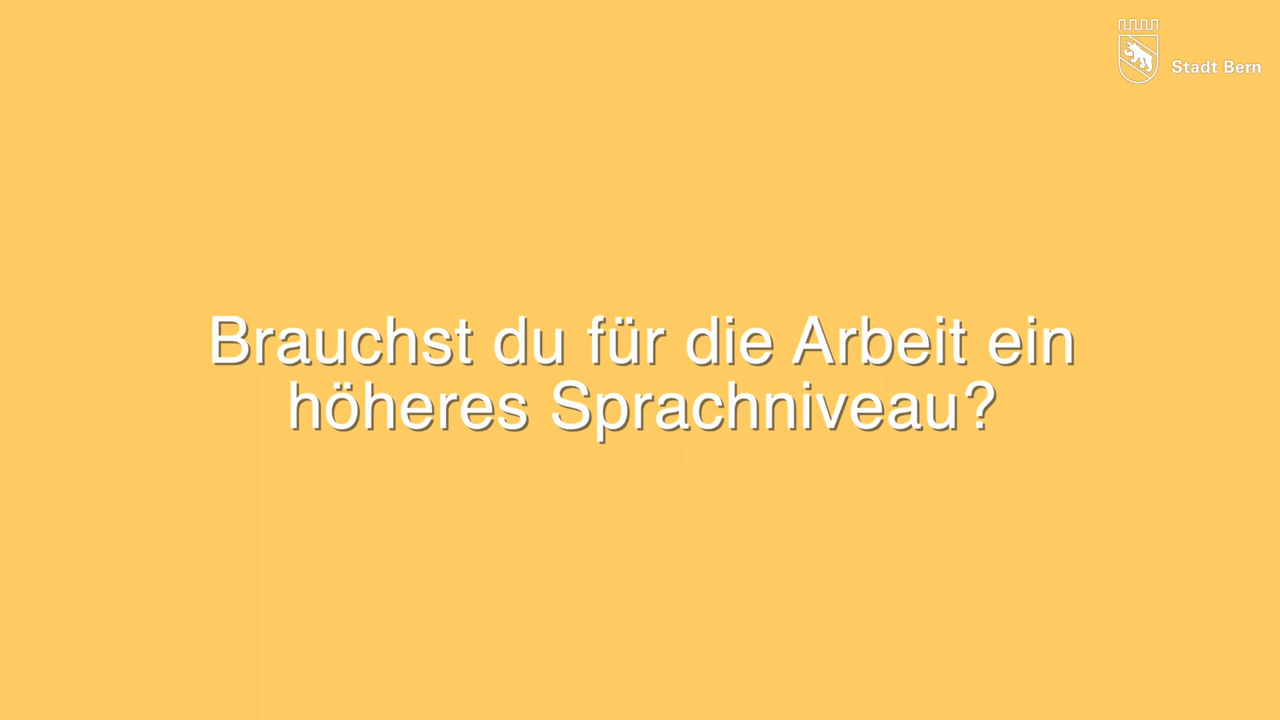 Stadt Bern
Brauchst du für die Arbeit ein
höheres Sprachniveau?